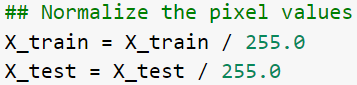 ## Normalize the pixel values
X_train = X_train / 255.0
X_test = X_test / 255.0